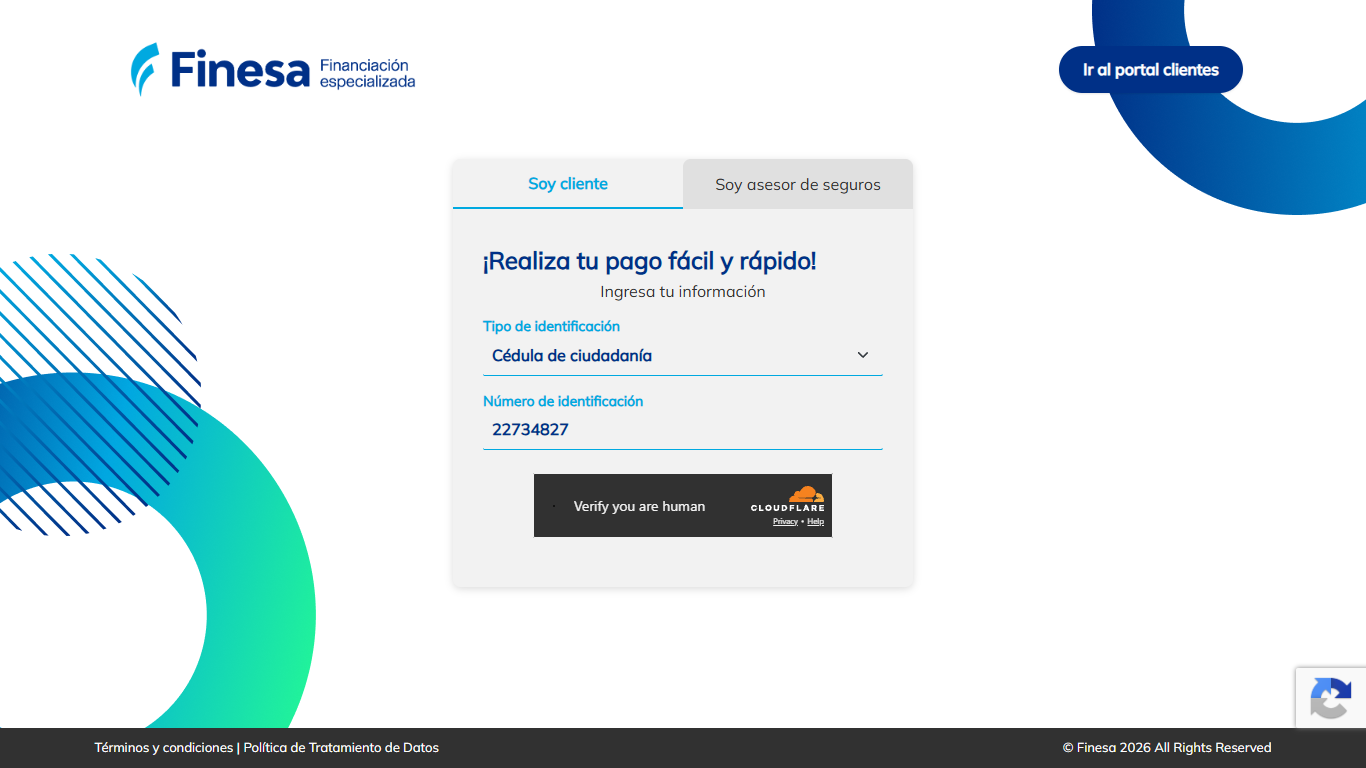 Finesa Financiación especializada
Ir al portal clientes
Soy cliente
Soy asesor de seguros
¡Realiza tu pago fácil y rápido!
Ingresa tu información
Tipo de identificación
Cédula de ciudadanía
Número de identificación
22734827
Verify you are human
CLOUDFLARE
Privacy • Help
Términos y condiciones | Política de Tratamiento de Datos
© Finesa 2026 All Rights Reserved